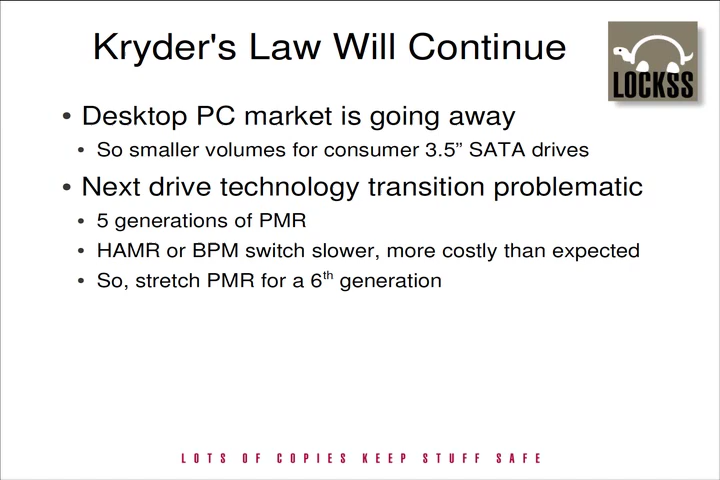 Kryder's Law Will Continue
LOCKSS
• Desktop PC market is going away
• So smaller volumes for consumer 3.5” SATA drives
• Next drive technology transition problematic
• 5 generations of PMR
• HAMR or BPM switch slower, more costly than expected
• So, stretch PMR for a 6th generation
LOTS OF COPIES KEEP STUFF SAFE